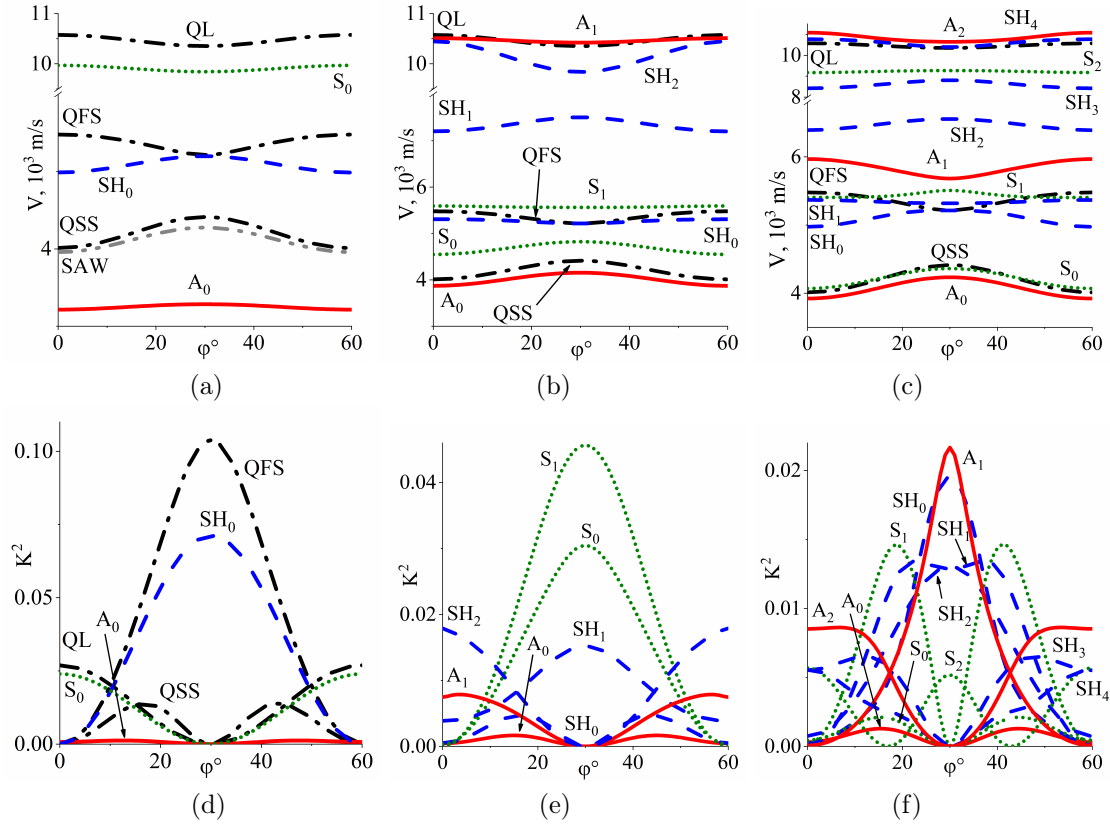 11
10
4
V, 10³ m/s
QL
S₀
QFS
SH₀
QSS
SAW
A₀
0 20 40 60
φ°
(a)
11
10
6
4
V, 10³ m/s
QL
A₁
SH₂
SH₁
QFS
S₁
S₀
SH₀
A₀
QSS
0 20 40 60
φ°
(b)
10
8
6
4
V, 10³ m/s
A₂
SH₄
QL
S₂
SH₃
SH₂
A₁
QFS
S₁
SH₁
SH₀
QSS
S₀
A₀
0 20 40 60
φ°
(c)
0.10
0.05
0.00
K²
QFS
SH₀
A₀
QL
S₀
QSS
0 20 40 60
φ°
(d)
0.04
0.02
0.00
K²
S₁
S₀
SH₂
SH₁
A₀
A₁
SH₀
0 20 40 60
φ°
(e)
0.02
0.01
0.00
K²
A₁
SH₀
S₁
SH₁
A₂
A₀
SH₂
S₀
S₂
SH₃
SH₄
0 20 40 60
φ°
(f)